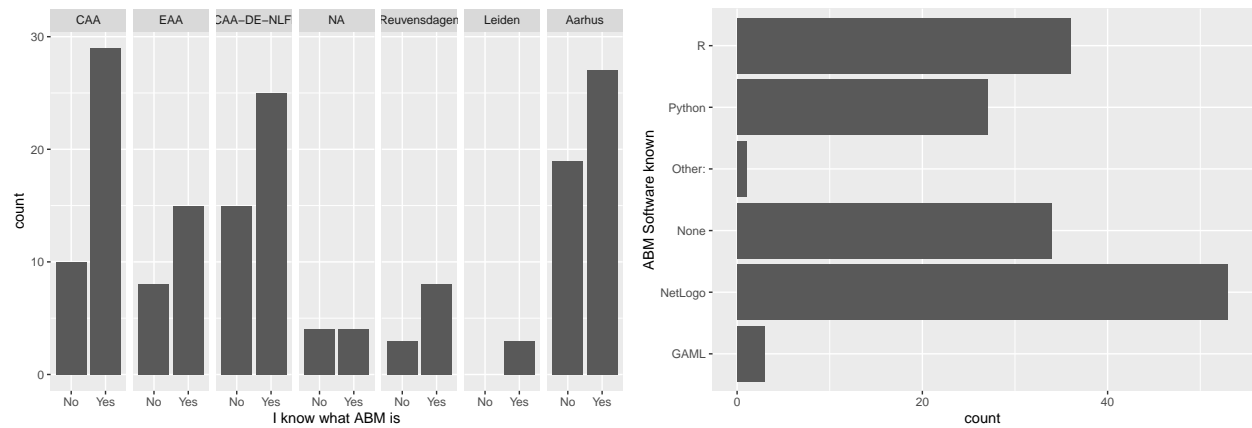 CAA EAA CAA−DE−NLF NA Reuvensdagen Leiden Aarhus
30
20
10
0
count
No Yes No Yes No Yes No Yes No Yes No Yes No Yes
I know what ABM is
ABM Software known
R
Python
Other:
None
NetLogo
GAML
0 20 40
count